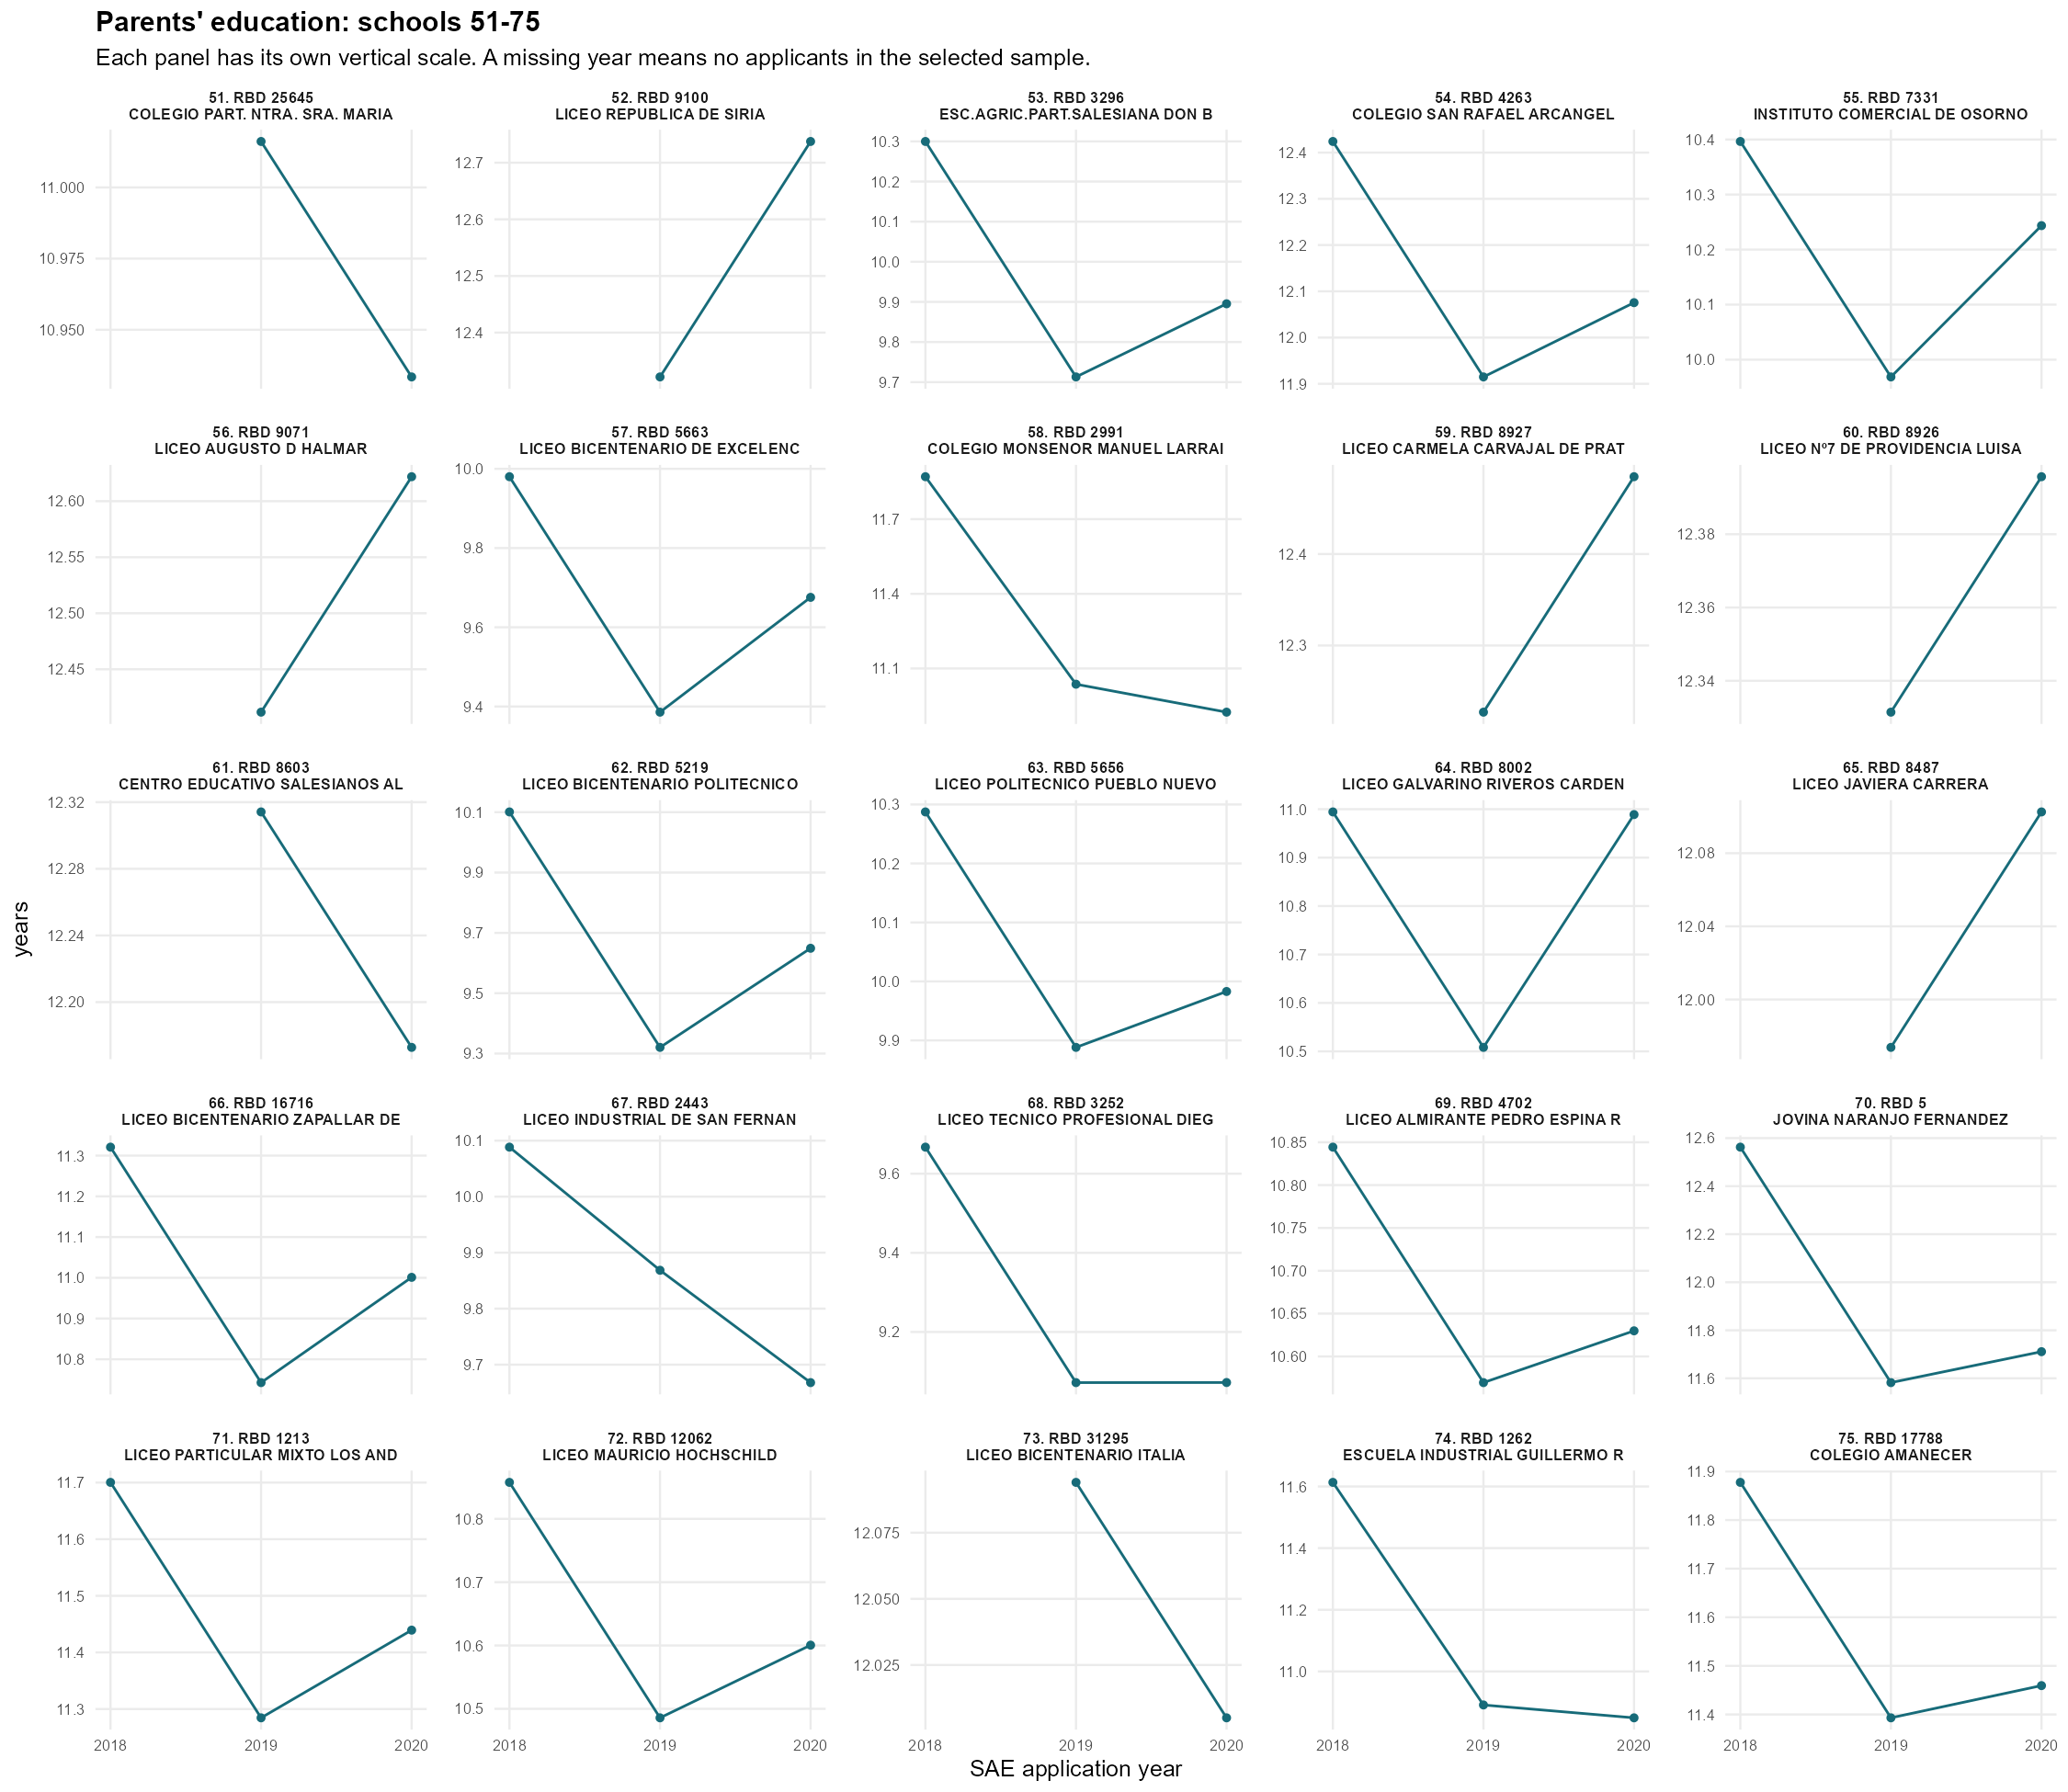 Parents' education: schools 51-75
Each panel has its own vertical scale. A missing year means no applicants in the selected sample.
51. RBD 25645
COLEGIO PART. NTRA. SRA. MARIA
11.000
10.975
10.950
52. RBD 9100
LICEO REPUBLICA DE SIRIA
12.7
12.6
12.5
12.4
53. RBD 3296
ESC.AGRIC.PART.SALESIANA DON B
10.3
10.2
10.1
10.0
9.9
9.8
9.7
54. RBD 4263
COLEGIO SAN RAFAEL ARCANGEL
12.4
12.3
12.2
12.1
12.0
11.9
55. RBD 7331
INSTITUTO COMERCIAL DE OSORNO
10.4
10.3
10.2
10.1
10.0
56. RBD 9071
LICEO AUGUSTO D HALMAR
12.60
12.55
12.50
12.45
57. RBD 5663
LICEO BICENTENARIO DE EXCELENC
10.0
9.8
9.6
9.4
58. RBD 2991
COLEGIO MONSENOR MANUEL LARRAI
11.7
11.4
11.1
59. RBD 8927
LICEO CARMELA CARVAJAL DE PRAT
12.4
12.3
60. RBD 8926
LICEO Nº7 DE PROVIDENCIA LUISA
12.38
12.36
12.34
61. RBD 8603
CENTRO EDUCATIVO SALESIANOS AL
12.32
12.28
12.24
12.20
62. RBD 5219
LICEO BICENTENARIO POLITECNICO
10.1
9.9
9.7
9.5
9.3
63. RBD 5656
LICEO POLITECNICO PUEBLO NUEVO
10.3
10.2
10.1
10.0
9.9
64. RBD 8002
LICEO GALVARINO RIVEROS CARDEN
11.0
10.9
10.8
10.7
10.6
10.5
65. RBD 8487
LICEO JAVIERA CARRERA
12.08
12.04
12.00
66. RBD 16716
LICEO BICENTENARIO ZAPALLAR DE
11.3
11.2
11.1
11.0
10.9
10.8
67. RBD 2443
LICEO INDUSTRIAL DE SAN FERNAN
10.1
10.0
9.9
9.8
9.7
68. RBD 3252
LICEO TECNICO PROFESIONAL DIEG
9.6
9.4
9.2
69. RBD 4702
LICEO ALMIRANTE PEDRO ESPINA R
10.85
10.80
10.75
10.70
10.65
10.60
70. RBD 5
JOVINA NARANJO FERNANDEZ
12.6
12.4
12.2
12.0
11.8
11.6
71. RBD 1213
LICEO PARTICULAR MIXTO LOS AND
11.7
11.6
11.5
11.4
11.3
2018 2019 2020
72. RBD 12062
LICEO MAURICIO HOCHSCHILD
10.8
10.7
10.6
10.5
2018 2019 2020
73. RBD 31295
LICEO BICENTENARIO ITALIA
12.075
12.050
12.025
2018 2019 2020
74. RBD 1262
ESCUELA INDUSTRIAL GUILLERMO R
11.6
11.4
11.2
11.0
2018 2019 2020
75. RBD 17788
COLEGIO AMANECER
11.9
11.8
11.7
11.6
11.5
11.4
2018 2019 2020
years
SAE application year